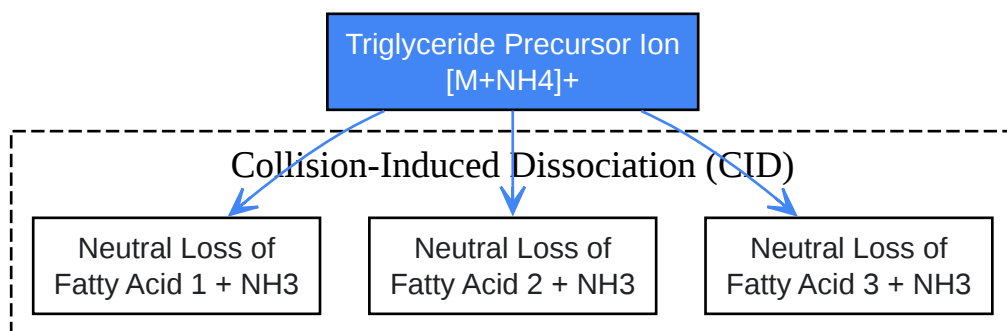 Triglyceride Precursor Ion
[M+NH4]+
Collision-Induced Dissociation (CID)
Neutral Loss of
Fatty Acid 1 + NH3
Neutral Loss of
Fatty Acid 2 + NH3
Neutral Loss of
Fatty Acid 3 + NH3